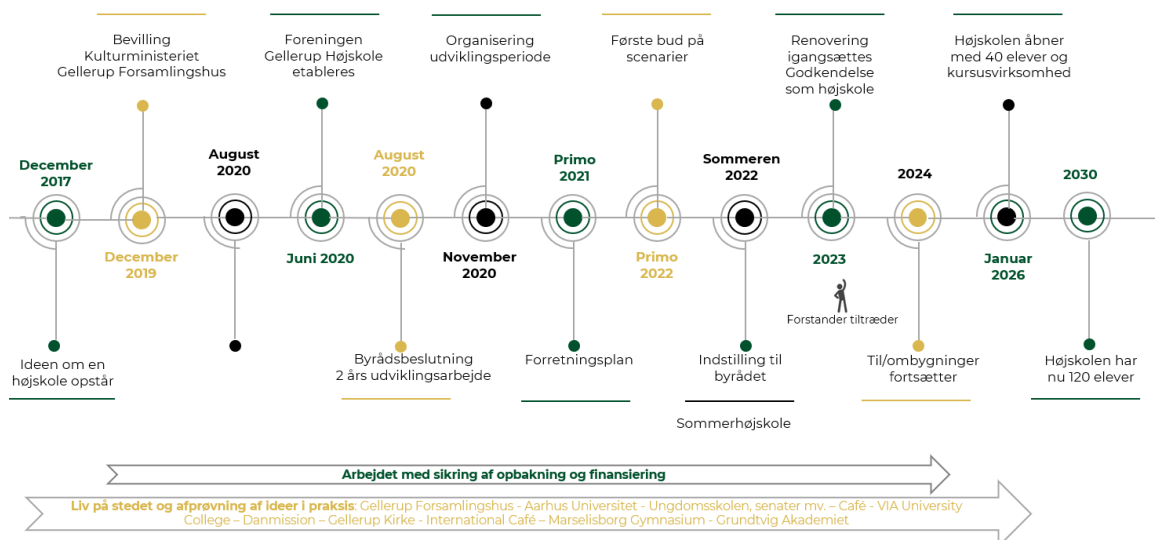 Bevilling
Kulturministeriet
Gellerup Forsamlingshus
Foreningen
Gellerup Højskole
etableres
Organisering
udviklingsperiode
Første bud på
scenarier
Renovering
igangsættes
Godkendelse
som højskole
Højskolen åbner
med 40 elever og
kursusvirksomhed
December
2017
August
2020
August
2020
Primo
2021
Sommeren
2022
2024
2030
December
2019
Juni 2020
November
2020
Primo
2022
2023
Januar
2026
Forstander tiltræder
Ideen om en
højskole opstår
Byrådsbeslutning
2 års udviklingsarbejde
Forretningsplan
Indstilling til
byrådet
Sommerhøjskole
Til/ombygninger
fortsætter
Højskolen har
nu 120 elever
Arbejdet med sikring af opbakning og finansiering
Liv på stedet og afprøvning af ideer i praksis: Gellerup Forsamlingshus - Aarhus Universitet - Ungdomsskolen, senater mv. – Café - VIA University
College – Danmission – Gellerup Kirke - International Café – Marselisborg Gymnasium - Grundtvig Akademiet